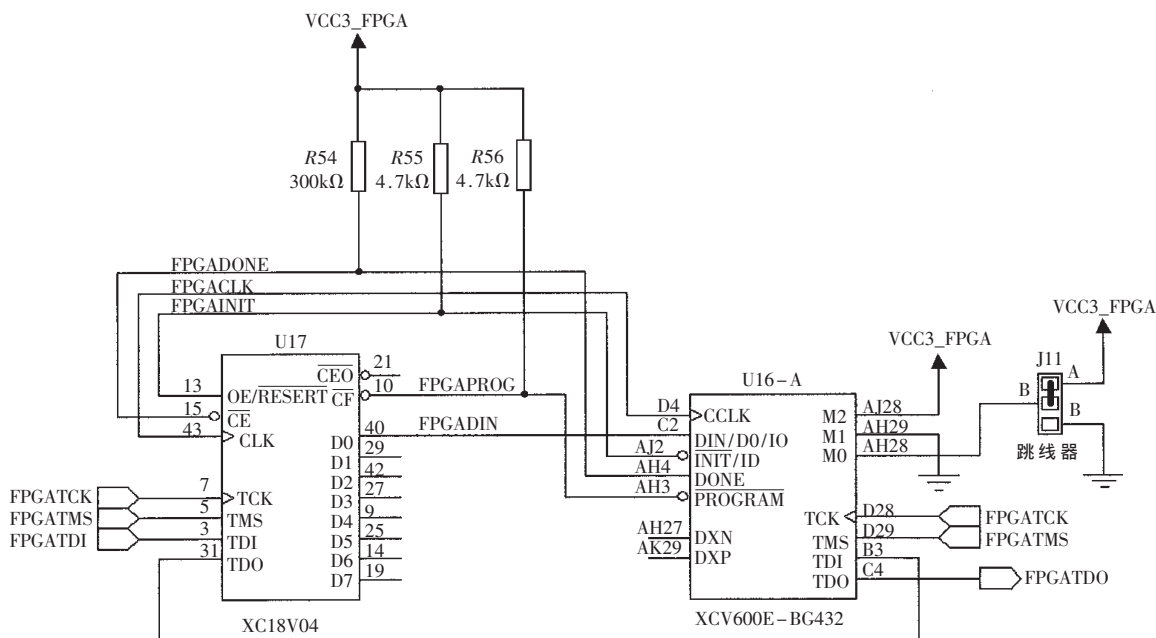 VCC3_FPGA
R54
300kΩ
R55
4.7kΩ
R56
4.7kΩ
FPGADONE
FPGACLK
FPGAINIT
U17
13
15
43
OE/RESERT
CE
CLK
CEO
21
CF
10
FPGAPROG
D0
40
FPGADIN
D1
29
D2
42
D3
27
D4
9
D5
25
D6
14
D7
19
FPGATCK
7
TCK
FPGATMS
5
TMS
FPGATDI
3
TDI
31
TDO
XC18V04
VCC3_FPGA
U16-A
D4
CCLK
C2
DIN/D0/IO
AJ2
INIT/ID
AH4
DONE
AH3
PROGRAM
AH27
DXN
AK29
DXP
M2
AJ28
M1
AH29
M0
AH28
TCK
D28
FPGATCK
TMS
D29
FPGATMS
TDI
B3
TDO
C4
FPGATDO
XCV600E-BG432
VCC3_FPGA
J11
A
B
B
跳线器